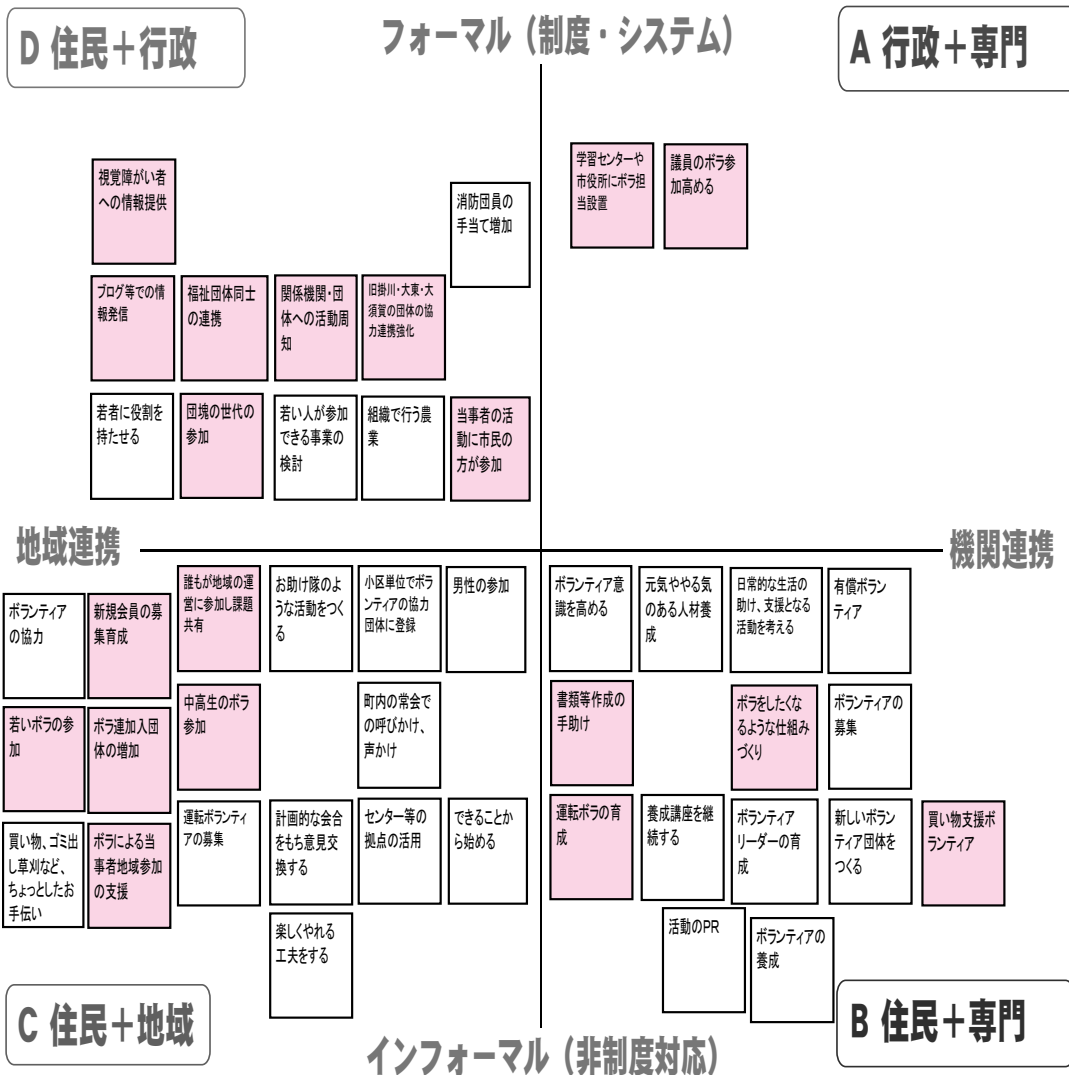 D 住民＋行政
フォーマル（制度・システム）
A 行政＋専門
視覚障がい者
への情報提供
消防団員の
手当て増加
学習センターや
市役所にボラ担
当設置
議員のボラ参
加高める
ブログ等での情
報発信
福祉団体同士
の連携
関係機関・団
体への活動周
知
旧掛川・大東・大
須賀の団体の協
力連携強化
若者に役割を
持たせる
団塊の世代の
参加
若い人が参加
できる事業の
検討
組織で行う農
業
当事者の活
動に市民の
方が参加
地域連携
機関連携
ボランティア
の協力
新規会員の募
集育成
誰もが地域の運
営に参加し課題
共有
お助け隊のよ
うな活動をつく
る
小区単位でボラ
ンティアの協力
団体に登録
男性の参加
ボランティア意
識を高める
元気ややる気
のある人材養
成
日常的な生活の
助け、支援となる
活動を考える
有償ボラン
ティア
若いボラの参
加
ボラ連加入団
体の増加
中高生のボラ
参加
町内の常会で
の呼びかけ、
声かけ
書類等作成の
手助け
ボラをしたくな
るような仕組み
づくり
ボランティアの
募集
買い物、ゴミ出
し草刈など、
ちょっとしたお
手伝い
ボラによる当
事者地域参加
の支援
運転ボランティ
アの募集
計画的な会合
をもち意見交
換する
センター等の
拠点の活用
できることか
ら始める
運転ボラの育
成
養成講座を継
続する
ボランティア
リーダーの育
成
新しいボラン
ティア団体を
つくる
買い物支援ボ
ランティア
楽しくやれる
工夫をする
活動のPR
ボランティアの
養成
C 住民＋地域
インフォーマル（非制度対応）
B 住民＋専門